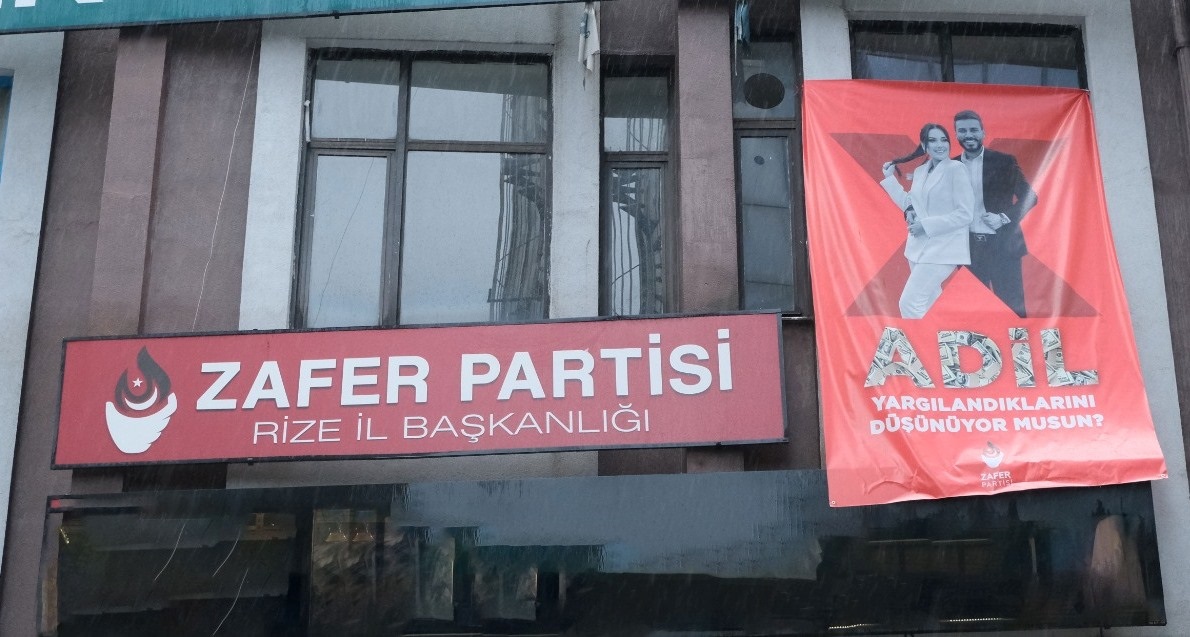 ZAFER PARTİSİ
RİZE İL BAŞKANLIĞI
ADİL
YARGILANDIKLARINI
DÜŞÜNÜYOR MUSUN?
ZAFER
PARTİSİ